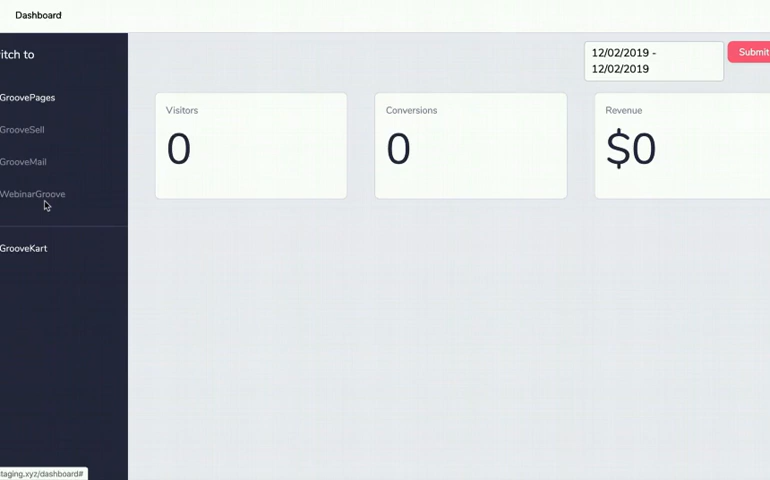 Dashboard
itch to
GroovePages
GrooveSell
GrooveMail
WebinarGroove
GrooveKart
12/02/2019 -
12/02/2019
Submit
Visitors
0
Conversions
0
Revenue
$0
taging.xyz/dashboard#